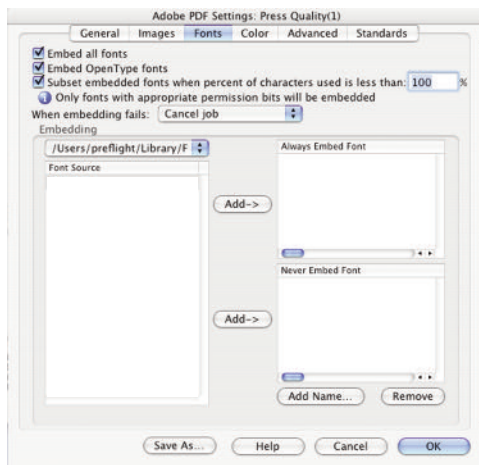 Adobe PDF Settings: Press Quality(1)
General Images Fonts Color Advanced Standards
Embed all fonts
Embed OpenType fonts
Subset embedded fonts when percent of characters used is less than: 100 %
Only fonts with appropriate permission bits will be embedded
When embedding fails: Cancel job
Embedding
/Users/preflight/Library/F
Font Source
Always Embed Font
Add->
Never Embed Font
Add->
Add Name... Remove
Save As... Help Cancel OK